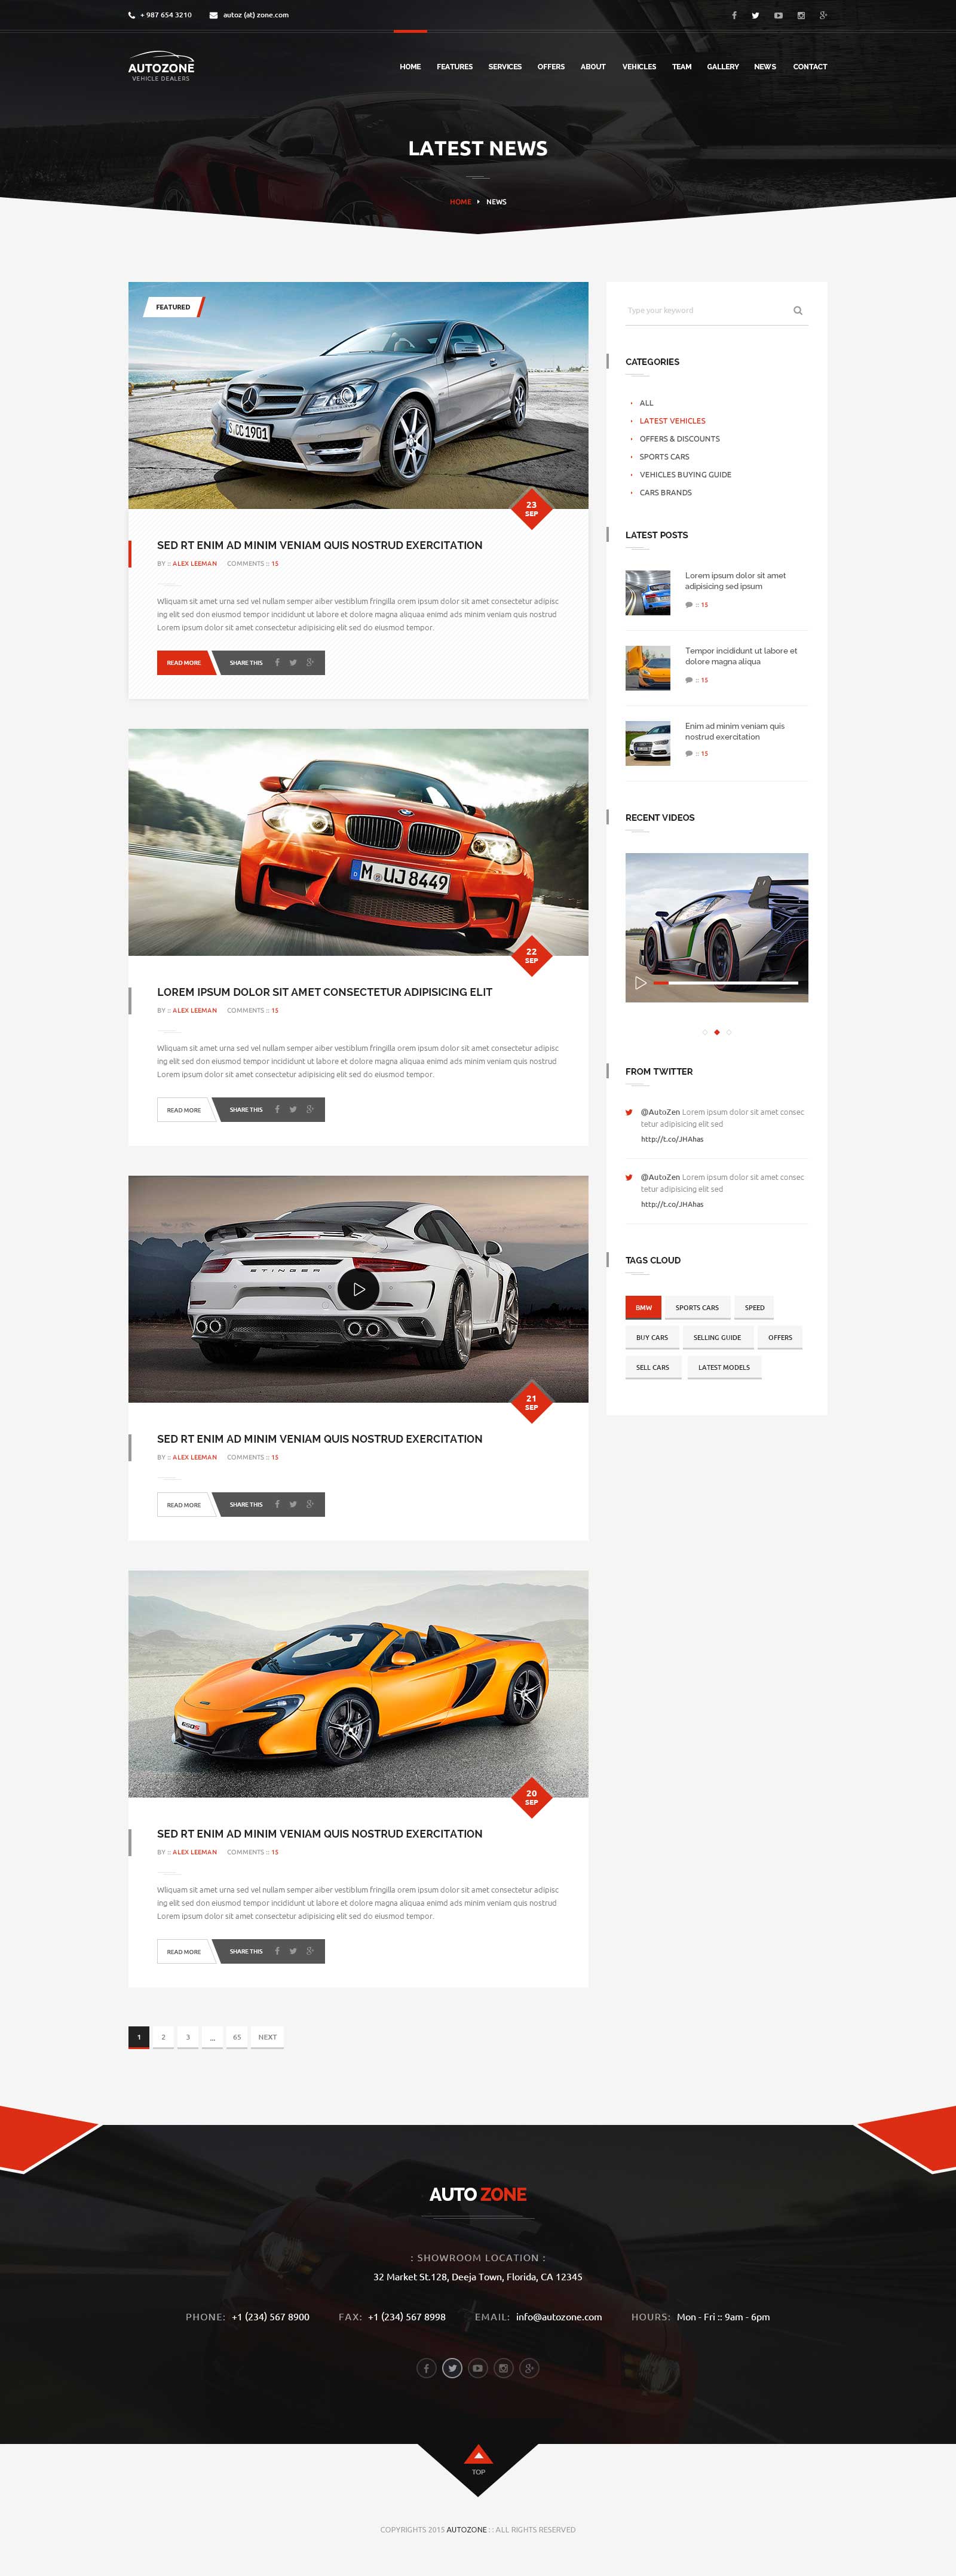 + 987 654 3210   autoz (at) zone.com
AUTOZONE
VEHICLE DEALERS
HOME FEATURES SERVICES OFFERS ABOUT VEHICLES TEAM GALLERY NEWS CONTACT
LATEST NEWS
HOME NEWS
FEATURED
S CC 1901
23
SEP
SED RT ENIM AD MINIM VENIAM QUIS NOSTRUD EXERCITATION
BY :: ALEX LEEMAN COMMENTS :: 15
Wliquam sit amet urna sed vel nullam semper aiber vestiblum fringilla orem ipsum dolor sit amet consectetur adipisc
ing elit sed don eiusmod tempor incididunt ut labore et dolore magna aliqua enimd ads minim veniam quis nostrud
Lorem ipsum dolor sit amet consectetur adipisicing elit sed do eiusmod tempor.
READ MORE SHARE THIS
M UJ 8449
22
SEP
LOREM IPSUM DOLOR SIT AMET CONSECTETUR ADIPISICING ELIT
BY :: ALEX LEEMAN COMMENTS :: 15
Wliquam sit amet urna sed vel nullam semper aiber vestiblum fringilla orem ipsum dolor sit amet consectetur adipisc
ing elit sed don eiusmod tempor incididunt ut labore et dolore magna aliqua enimd ads minim veniam quis nostrud
Lorem ipsum dolor sit amet consectetur adipisicing elit sed do eiusmod tempor.
READ MORE SHARE THIS
STINGER
21
SEP
SED RT ENIM AD MINIM VENIAM QUIS NOSTRUD EXERCITATION
BY :: ALEX LEEMAN COMMENTS :: 15
READ MORE SHARE THIS
650S
20
SEP
SED RT ENIM AD MINIM VENIAM QUIS NOSTRUD EXERCITATION
BY :: ALEX LEEMAN COMMENTS :: 15
Wliquam sit amet urna sed vel nullam semper aiber vestiblum fringilla orem ipsum dolor sit amet consectetur adipisc
ing elit sed don eiusmod tempor incididunt ut labore et dolore magna aliqua enimd ads minim veniam quis nostrud
Lorem ipsum dolor sit amet consectetur adipisicing elit sed do eiusmod tempor.
READ MORE SHARE THIS
1 2 3 ... 65 NEXT
Type your keyword
CATEGORIES
ALL
LATEST VEHICLES
OFFERS & DISCOUNTS
SPORTS CARS
VEHICLES BUYING GUIDE
CARS BRANDS
LATEST POSTS
Lorem ipsum dolor sit amet
adipisicing sed ipsum
:: 15
Tempor incididunt ut labore et
dolore magna aliqua
:: 15
Enim ad minim veniam quis
nostrud exercitation
:: 15
RECENT VIDEOS
FROM TWITTER
@AutoZen Lorem ipsum dolor sit amet consec
tetur adipisicing elit sed
http://t.co/JHAhas
@AutoZen Lorem ipsum dolor sit amet consec
tetur adipisicing elit sed
http://t.co/JHAhas
TAGS CLOUD
BMW SPORTS CARS SPEED
BUY CARS SELLING GUIDE OFFERS
SELL CARS LATEST MODELS
AUTO ZONE
: SHOWROOM LOCATION :
32 Market St.128, Deeja Town, Florida, CA 12345
PHONE: +1 (234) 567 8900 FAX: +1 (234) 567 8998 EMAIL: info@autozone.com HOURS: Mon - Fri :: 9am - 6pm
TOP
COPYRIGHTS 2015 AUTOZONE : : ALL RIGHTS RESERVED